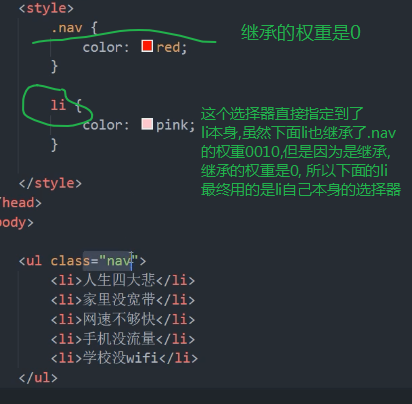 <style>
.nav {
继承的权重是0
color: red;
}
li {
color: pink;
}
这个选择器直接指定到了
li本身,虽然下面li也继承了.nav
的权重0010,但是因为是继承,
继承的权重是0, 所以下面的li
最终用的是li自己本身的选择器
</style>
/head>
body>
<ul class="nav">
<li>人生四大悲</li>
<li>家里没宽带</li>
<li>网速不够快</li>
<li>手机没流量</li>
<li>学校没wifi</li>
</ul>